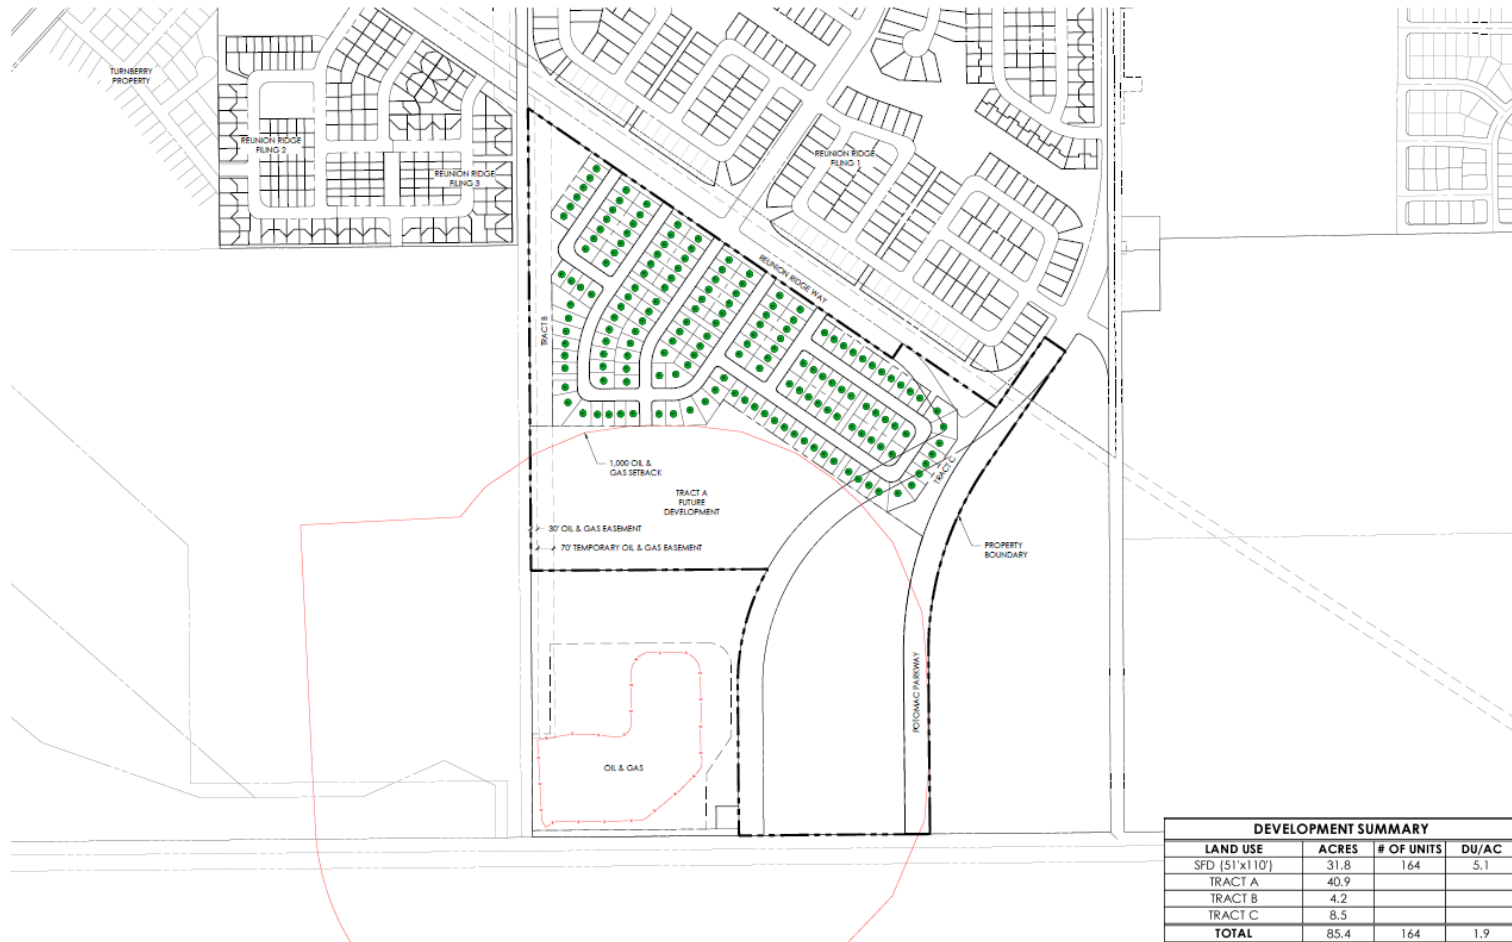 TURNBERRY
PROPERTY
REUNION RIDGE
FILING 2
REUNION RIDGE
FILING 3
REUNION RIDGE
FILING 1
REUNION RIDGE WAY
TRACT B
1,000 OIL &
GAS SETBACK
TRACT A
FUTURE
DEVELOPMENT
TRACT C
30' OIL & GAS EASEMENT
70' TEMPORARY OIL & GAS EASEMENT
PROPERTY
BOUNDARY
POTOMAC PARKWAY
OIL & GAS
DEVELOPMENT SUMMARY
LAND USE ACRES # OF UNITS DU/AC
SFD (51'x110') 31.8 164 5.1
TRACT A 40.9
TRACT B 4.2
TRACT C 8.5
TOTAL 85.4 164 1.9